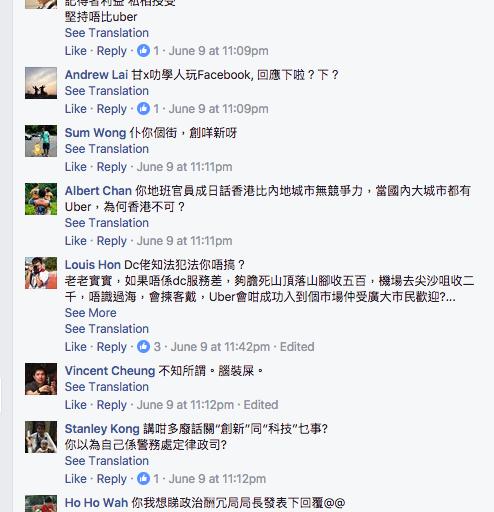 記得者利益 私相授受
堅持唔比uber
See Translation
Like · Reply · 1 · June 9 at 11:09pm
Andrew Lai 甘x叻學人玩Facebook, 回應下啦？下？
See Translation
Like · Reply · 1 · June 9 at 11:09pm
Sum Wong 仆你個街，創咩新呀
See Translation
Like · Reply · June 9 at 11:11pm
Albert Chan 你地班官員成日話香港比內地城市無競爭力，當國內大城市都有
Uber，為何香港不可？
See Translation
Like · Reply · June 9 at 11:11pm
Louis Hon Dc佬知法犯法你唔搞？
老老實實，如果唔係dc服務差，夠膽死山頂落山腳收五百，機場去尖沙咀收二
千，唔識過海，會揀客戴，Uber會咁成功入到個市場仲受廣大市民歡迎?...
See More
See Translation
Like · Reply · 3 · June 9 at 11:42pm · Edited
Vincent Cheung 不知所謂。腦裝屎。
See Translation
Like · Reply · June 9 at 11:12pm · Edited
Stanley Kong 講咁多廢話關“創新”同“科技”乜事?
你以為自己係警務處定律政司?
See Translation
Like · Reply · 1 · June 9 at 11:12pm
Ho Ho Wah 你我想睇政治酬冗局局長發表下回覆@@